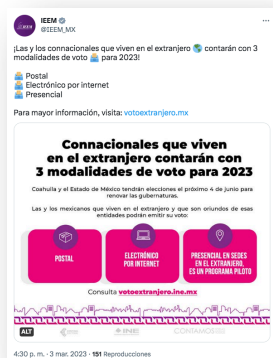 IEEM
@IEEM_MX
¡Las y los connacionales que viven en el extranjero 🌎 contarán con 3
modalidades de voto 🗳️ para 2023!
🗳️ Postal
🗳️ Electrónico por internet
🗳️ Presencial
Para mayor información, visita: votoextranjero.mx
Connacionales que viven
en el extranjero contarán con
3 modalidades de voto para 2023
Coahuila y el Estado de México tendrán elecciones el próximo 4 de junio para
renovar las gubernaturas.
Las y los mexicanos que viven en el extranjero y que son oriundos de esas
entidades podrán emitir su voto:
POSTAL
ELECTRÓNICO
POR INTERNET
PRESENCIAL EN SEDES
EN EL EXTRANJERO,
ES UN PROGRAMA PILOTO
Consulta votoextranjero.ine.mx
ALT
INE
CONTAMOS
4:30 p. m. · 3 mar. 2023 · 151 Reproducciones